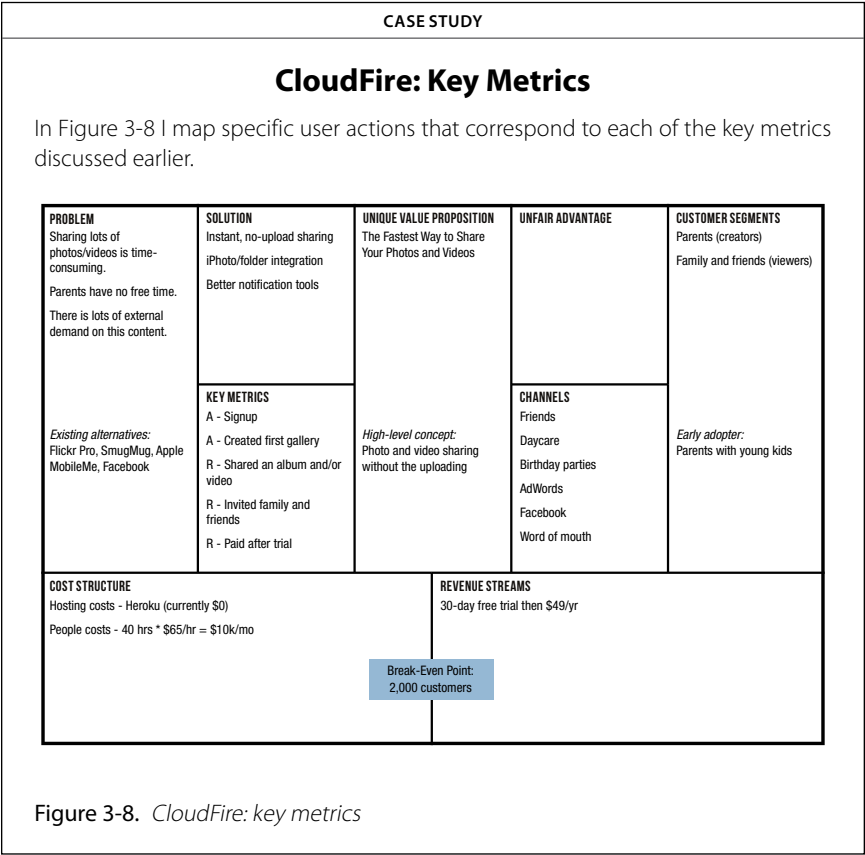 CASE STUDY
CloudFire: Key Metrics
In Figure 3-8 I map specific user actions that correspond to each of the key metrics
discussed earlier.
PROBLEM
Sharing lots of
photos/videos is time-
consuming.
Parents have no free time.
There is lots of external
demand on this content.
Existing alternatives:
Flickr Pro, SmugMug, Apple
MobileMe, Facebook
SOLUTION
Instant, no-upload sharing
iPhoto/folder integration
Better notification tools
KEY METRICS
A - Signup
A - Created first gallery
R - Shared an album and/or
video
R - Invited family and
friends
R - Paid after trial
UNIQUE VALUE PROPOSITION
The Fastest Way to Share
Your Photos and Videos
High-level concept:
Photo and video sharing
without the uploading
UNFAIR ADVANTAGE
CHANNELS
Friends
Daycare
Birthday parties
AdWords
Facebook
Word of mouth
CUSTOMER SEGMENTS
Parents (creators)
Family and friends (viewers)
Early adopter:
Parents with young kids
COST STRUCTURE
Hosting costs - Heroku (currently $0)
People costs - 40 hrs * $65/hr = $10k/mo
REVENUE STREAMS
30-day free trial then $49/yr
Break-Even Point:
2,000 customers
Figure 3-8. CloudFire: key metrics